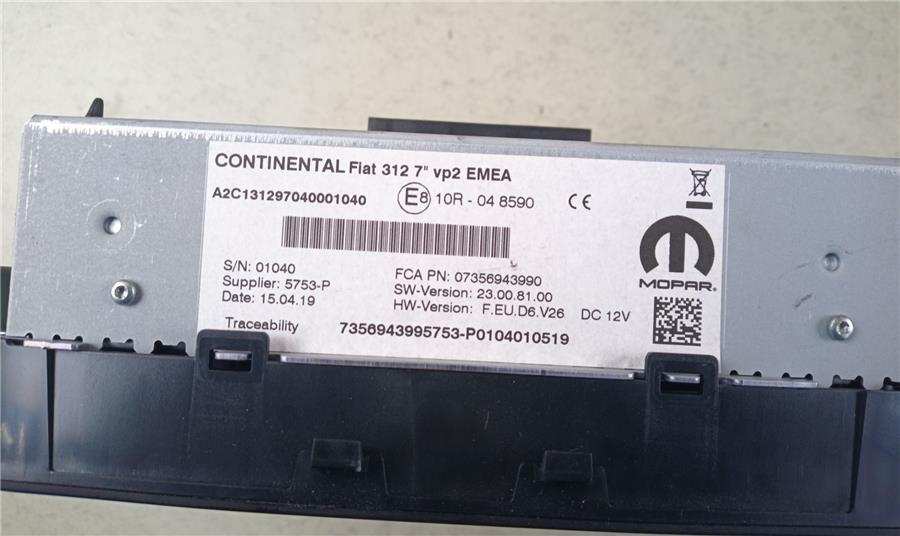 CONTINENTAL Fiat 312 7" vp2 EMEA
A2C131297040001040
E8 10R - 04 8590 CE
S/N: 01040
Supplier: 5753-P
Date: 15.04.19
FCA PN: 07356943990
SW-Version: 23.00.81.00
HW-Version: F.EU.D6.V26 DC 12V
MOPAR®
Traceability 7356943995753-P0104010519